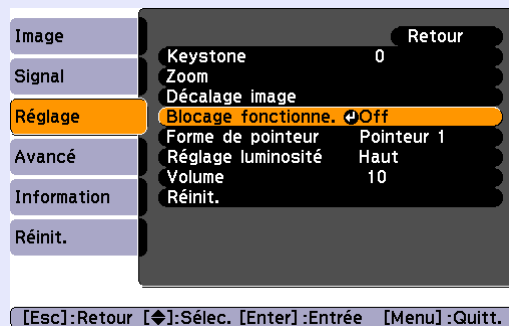 Image
Signal
Réglage
Avancé
Information
Réinit.
Retour
Keystone 0
Zoom
Décalage image
Blocage fonctionne. Off
Forme de pointeur Pointeur 1
Réglage luminosité Haut
Volume 10
Réinit.
[Esc]:Retour [◆]:Sélec. [Enter]:Entrée [Menu]:Quitt.